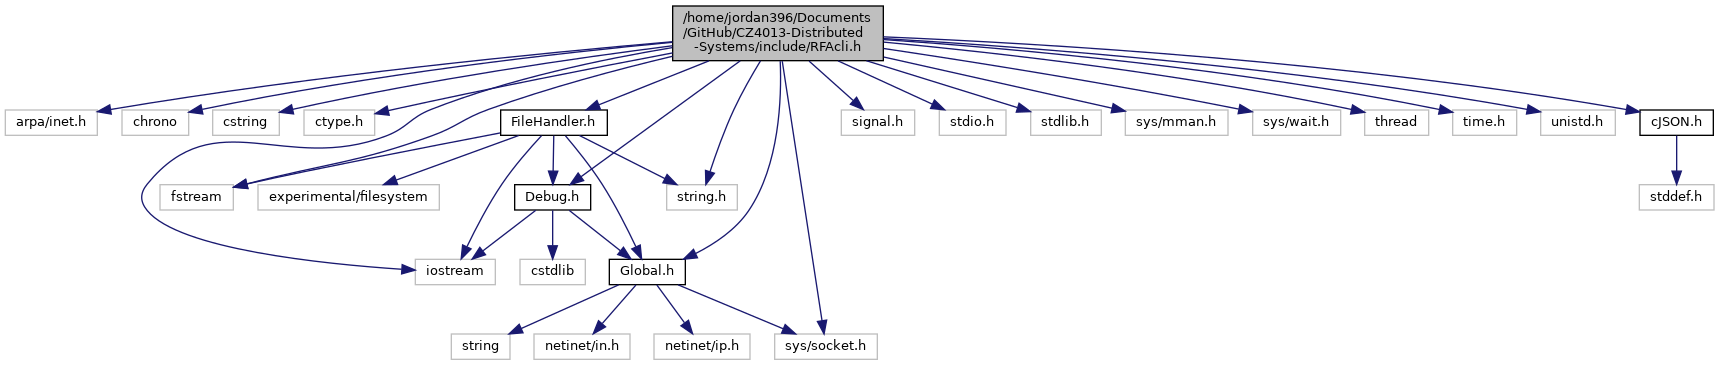 /home/jordan396/Documents
/GitHub/CZ4013-Distributed
-Systems/include/RFAcli.h
arpa/inet.h
chrono
cstring
ctype.h
FileHandler.h
signal.h
stdio.h
stdlib.h
sys/mman.h
sys/wait.h
thread
time.h
unistd.h
cJSON.h
fstream
experimental/filesystem
Debug.h
string.h
stddef.h
iostream
cstdlib
Global.h
string
netinet/in.h
netinet/ip.h
sys/socket.h